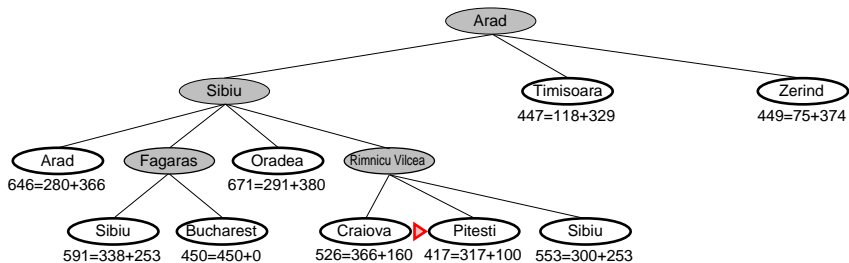 Arad
Sibiu
Timisoara
Zerind
447=118+329
449=75+374
Arad
Fagaras
Oradea
Rimnicu Vilcea
646=280+366
671=291+380
Sibiu
Bucharest
Craiova
Pitesti
Sibiu
591=338+253
450=450+0
526=366+160
417=317+100
553=300+253